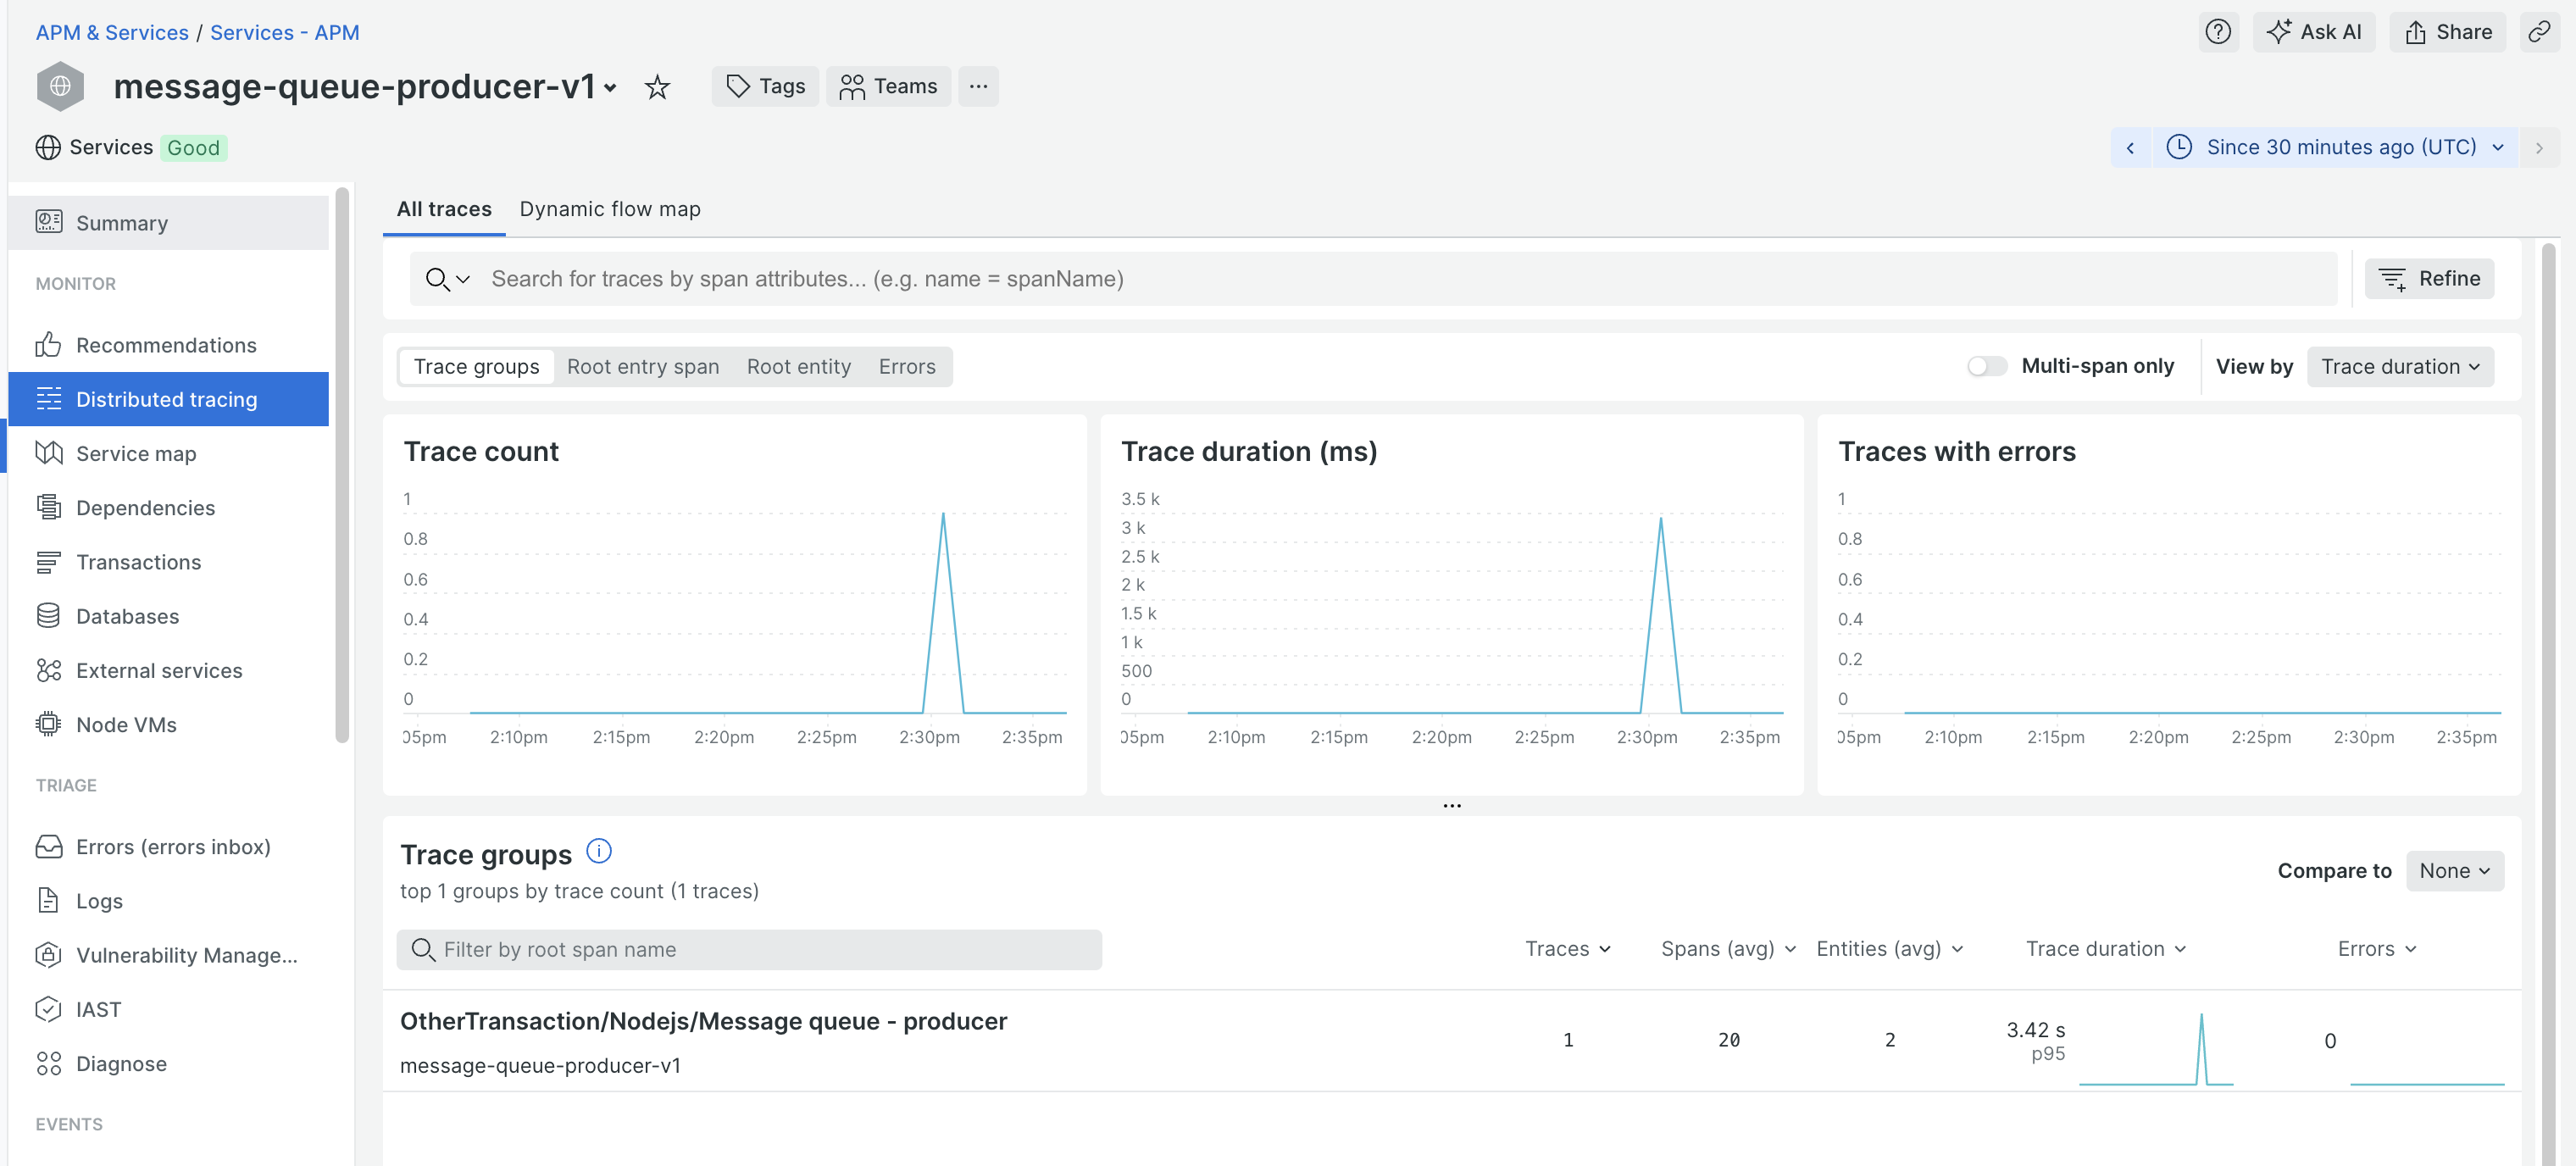 APM & Services / Services - APM
Ask AI
Share
message-queue-producer-v1
Tags
Teams
...
Services Good
Since 30 minutes ago (UTC)
Summary
MONITOR
Recommendations
Distributed tracing
Service map
Dependencies
Transactions
Databases
External services
Node VMs
TRIAGE
Errors (errors inbox)
Logs
Vulnerability Manage...
IAST
Diagnose
EVENTS
All traces
Dynamic flow map
Search for traces by span attributes... (e.g. name = spanName)
Refine
Trace groups
Root entry span
Root entity
Errors
Multi-span only
View by
Trace duration
Trace count
1
0.8
0.6
0.4
0.2
0
05pm 2:10pm 2:15pm 2:20pm 2:25pm 2:30pm 2:35pm
Trace duration (ms)
3.5 k
3 k
2.5 k
2 k
1.5 k
1 k
500
0
05pm 2:10pm 2:15pm 2:20pm 2:25pm 2:30pm 2:35pm
Traces with errors
1
0.8
0.6
0.4
0.2
0
05pm 2:10pm 2:15pm 2:20pm 2:25pm 2:30pm 2:35pm
...
Trace groups
top 1 groups by trace count (1 traces)
Compare to
None
Filter by root span name
Traces
Spans (avg)
Entities (avg)
Trace duration
Errors
OtherTransaction/Nodejs/Message queue - producer
message-queue-producer-v1
1
20
2
3.42 s
p95
0